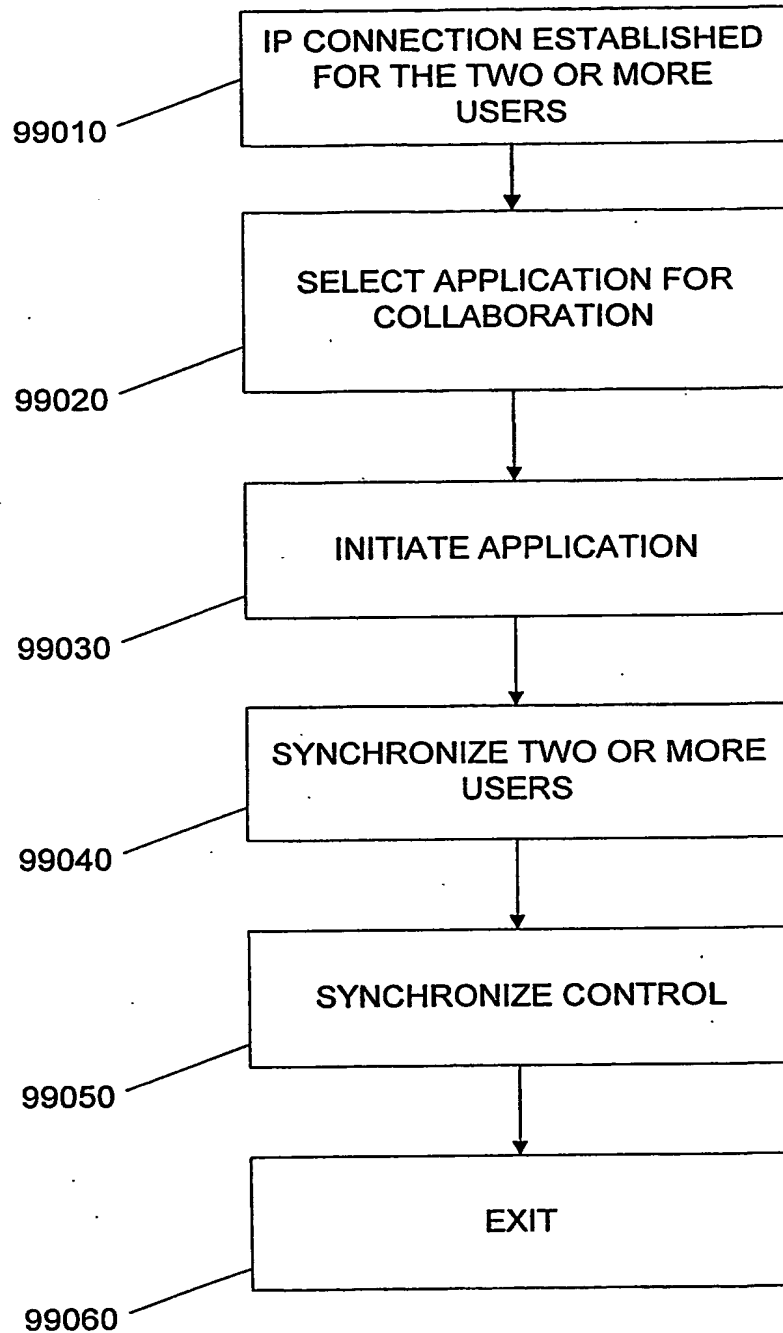 IP CONNECTION ESTABLISHED
FOR THE TWO OR MORE
USERS
99010
SELECT APPLICATION FOR
COLLABORATION
99020
INITIATE APPLICATION
99030
SYNCHRONIZE TWO OR MORE
USERS
99040
SYNCHRONIZE CONTROL
99050
EXIT
99060